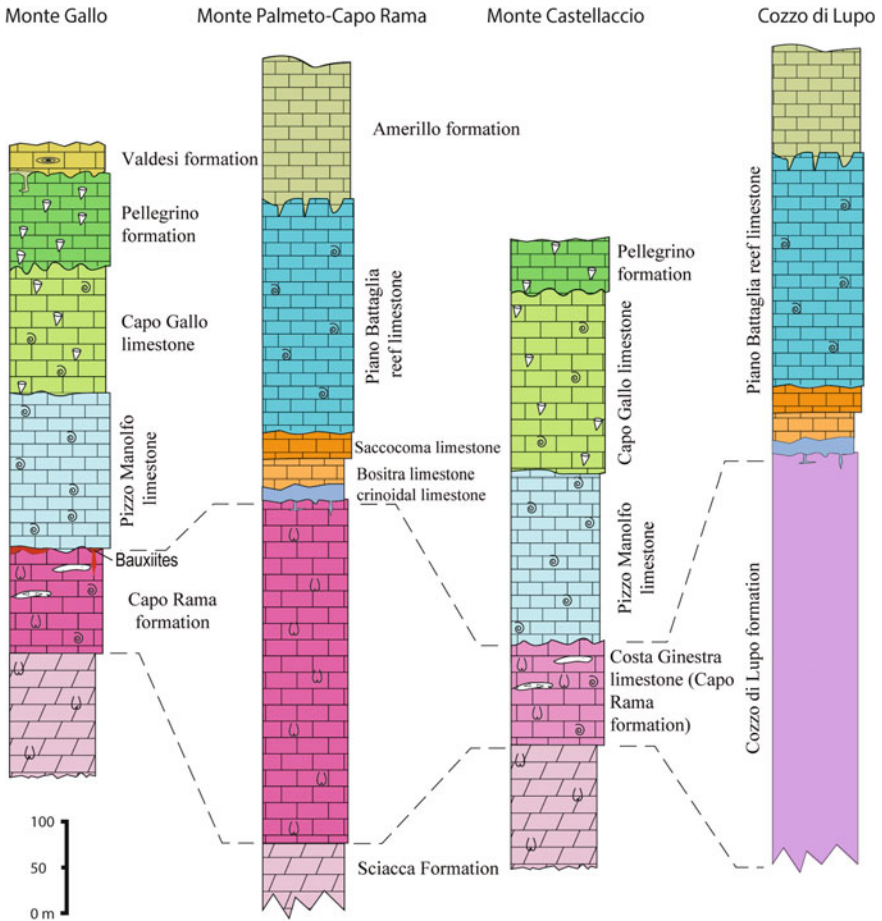 Monte Gallo
Monte Palmeto-Capo Rama
Monte Castellaccio
Cozzo di Lupo
Valdesi formation
Pellegrino
formation
Capo Gallo
limestone
Pizzo Manolfo
limestone
Bauxiites
Capo Rama
formation
100
50
0 m
Amerillo formation
Piano Battaglia
reef limestone
Saccocoma limestone
Bositra limestone
crinoidal limestone
Sciacca Formation
Pellegrino
formation
Capo Gallo limestone
Pizzo Manolfo
limestone
Costa Ginestra
limestone (Capo
Rama
formation)
Piano Battaglia reef limestone
Cozzo di Lupo formation